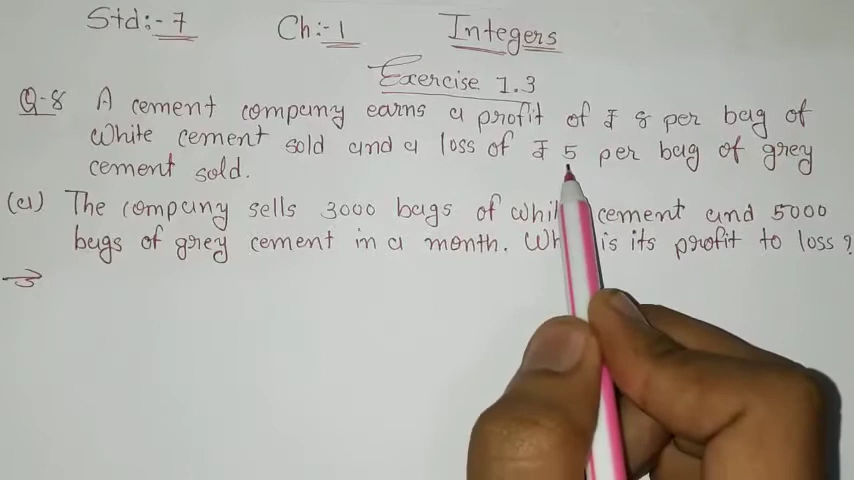 Std:- 7 Ch:- 1 Integers
Exercise 1.3
Q-8 A cement company earns a profit of ₹ 8 per bag of
White cement sold and a loss of ₹ 5 per bag of grey
cement sold.
(a) The company sells 3000 bags of cement and 5000
bags of grey cement in a month. is its profit to loss ?
→